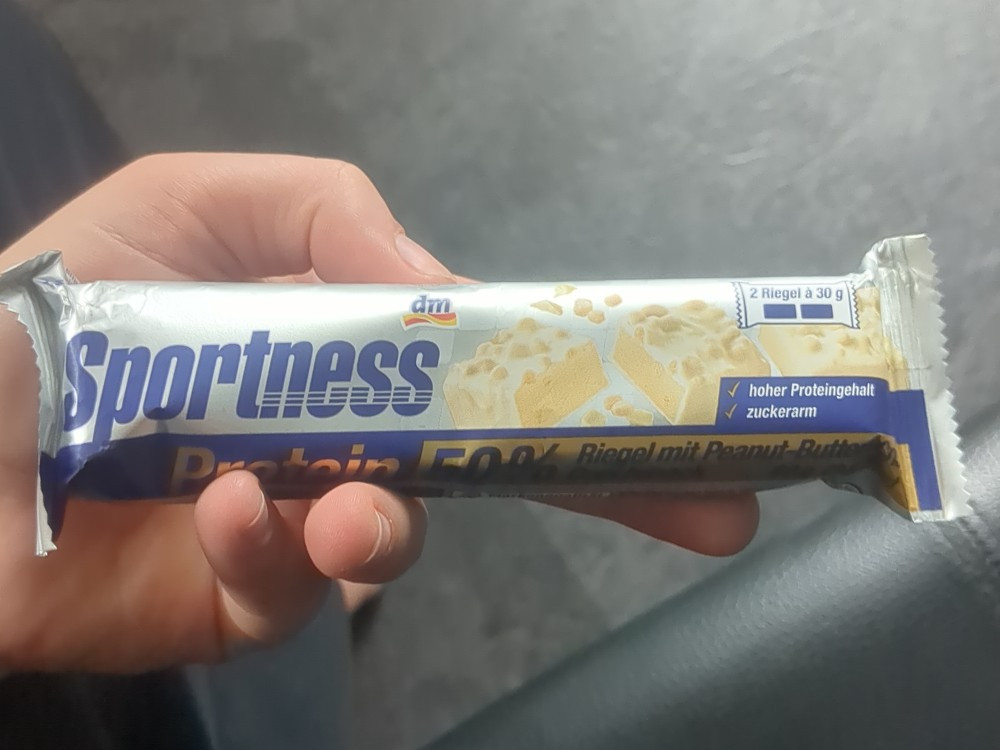 dm
Sportness
2 Riegel à 30 g
✓ hoher Proteingehalt
✓ zuckerarm
Protein 50%
Riegel mit Peanut-Butter